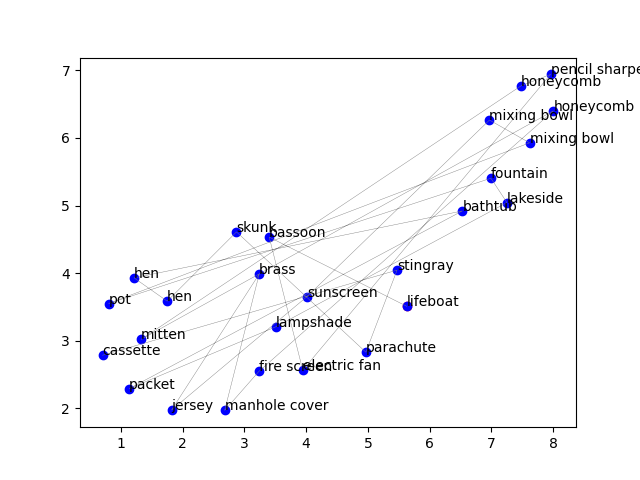 pencil sharpe
honeycomb
honeycomb
mixing bowl
mixing bowl
fountain
lakeside
bathtub
skunk
bassoon
stingray
brass
hen
hen
pot
sunscreen
lifeboat
lampshade
mitten
cassette
parachute
fire screen
electric fan
packet
jersey
manhole cover
7
6
5
4
3
2
1 2 3 4 5 6 7 8